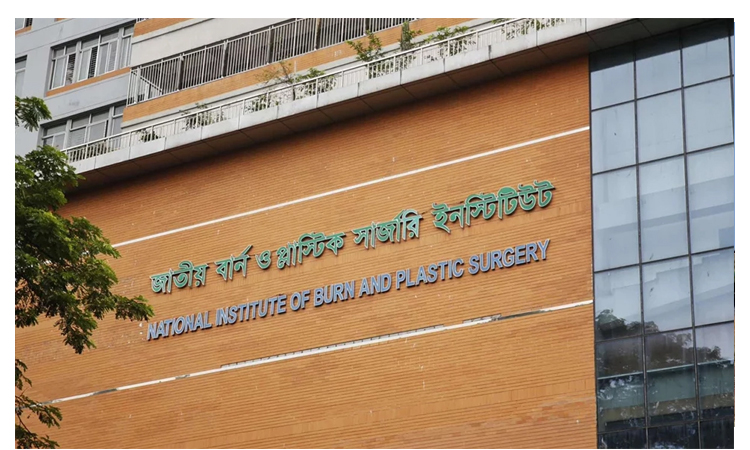 জাতীয় বার্ন ও প্লাস্টিক সার্জারি ইনস্টিটিউট
NATIONAL INSTITUTE OF BURN AND PLASTIC SURGERY